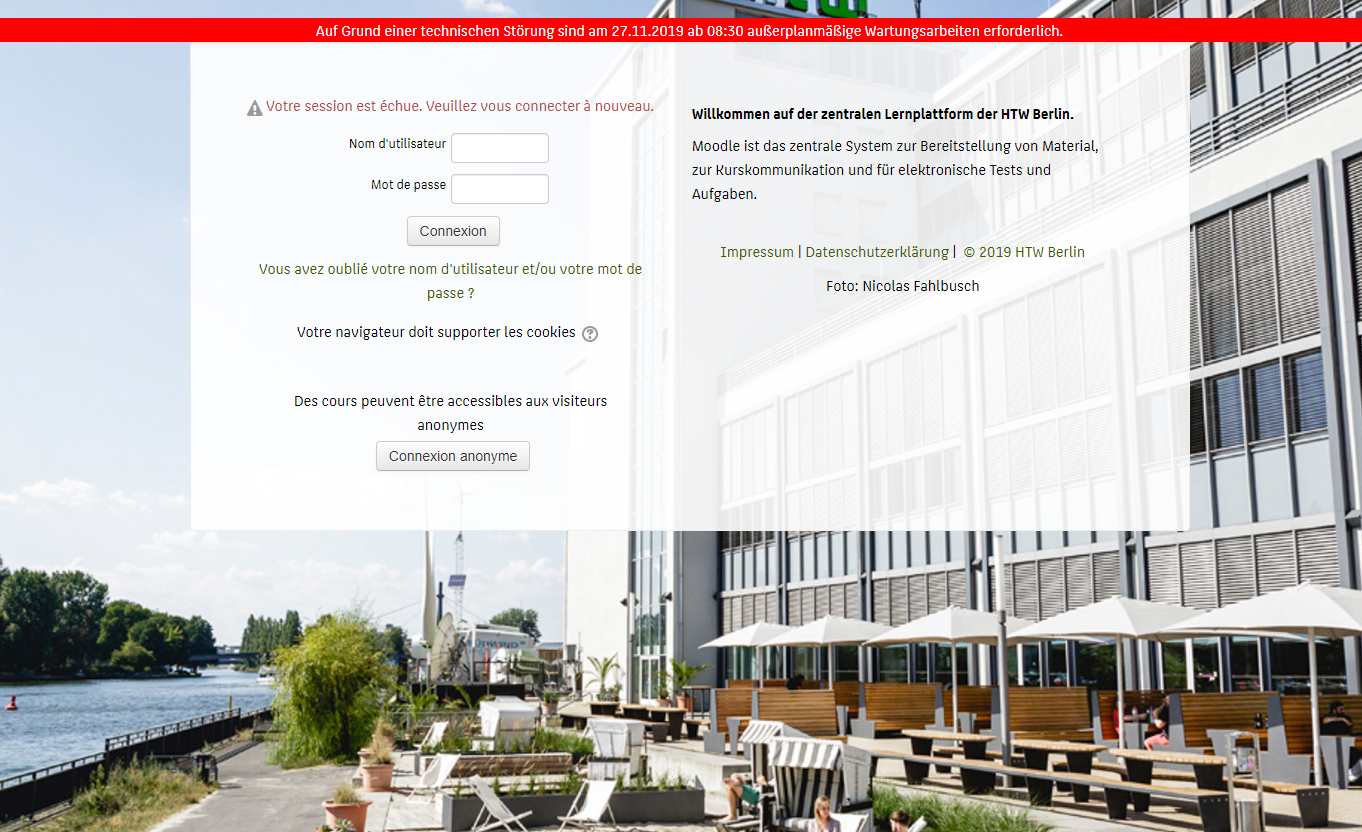 Auf Grund einer technischen Störung sind am 27.11.2019 ab 08:30 außerplanmäßige Wartungsarbeiten erforderlich.
Votre session est échue. Veuillez vous connecter à nouveau.
Nom d'utilisateur
Mot de passe
Connexion
Vous avez oublié votre nom d'utilisateur et/ou votre mot de
passe ?
Votre navigateur doit supporter les cookies
Des cours peuvent être accessibles aux visiteurs
anonymes
Connexion anonyme
Willkommen auf der zentralen Lernplattform der HTW Berlin.
Moodle ist das zentrale System zur Bereitstellung von Material,
zur Kurskommunikation und für elektronische Tests und
Aufgaben.
Impressum | Datenschutzerklärung | © 2019 HTW Berlin
Foto: Nicolas Fahlbusch